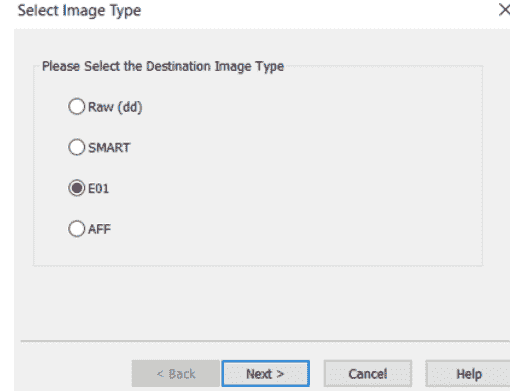 Select Image Type
Please Select the Destination Image Type
Raw (dd)
SMART
E01
AFF
< Back Next > Cancel Help